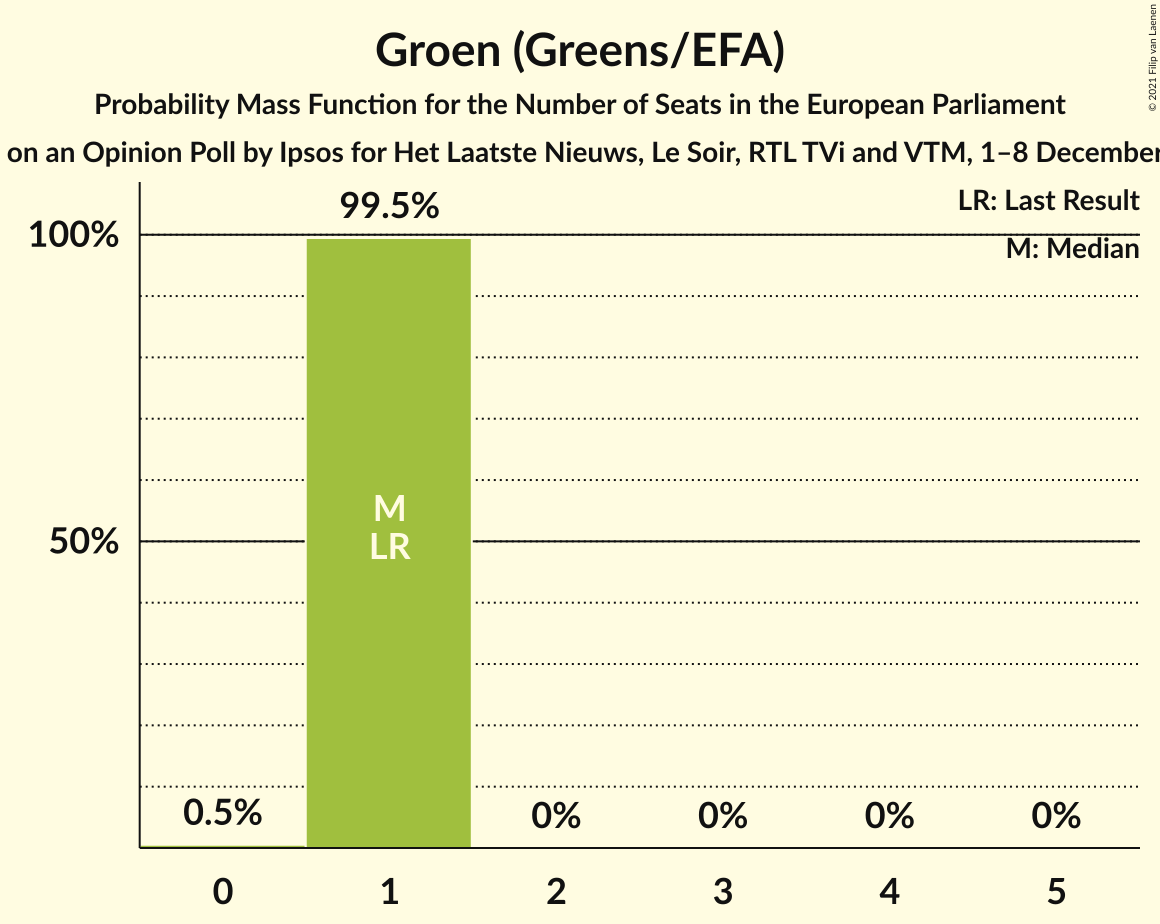 Groen (Greens/EFA)
Probability Mass Function for the Number of Seats in the European Parliament
on an Opinion Poll by Ipsos for Het Laatste Nieuws, Le Soir, RTL TVi and VTM, 1–8 December
© 2021 Filip van Laenen
LR: Last Result
M: Median
100%
50%
99.5%
M
LR
0.5%
0%
0%
0%
0%
0
1
2
3
4
5